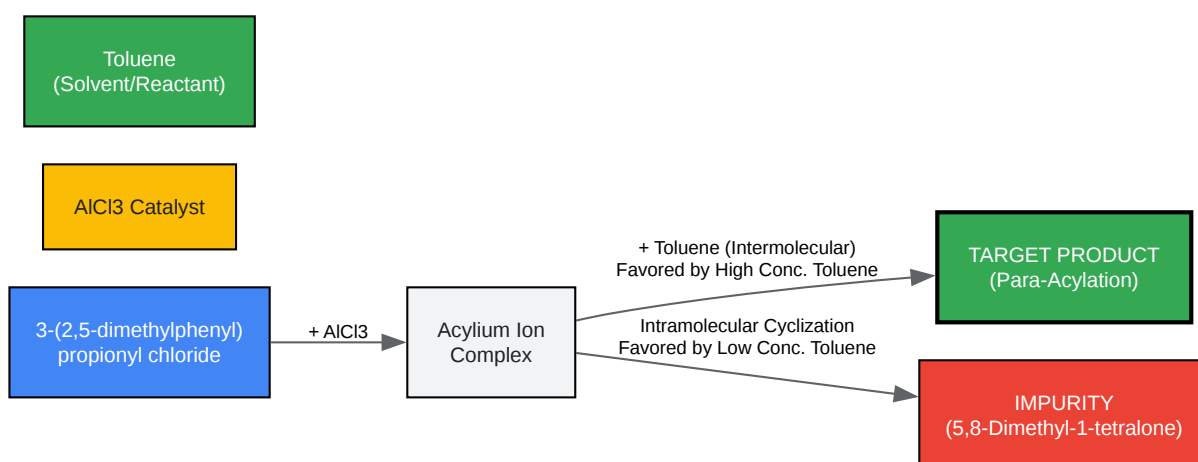 Toluene
(Solvent/Reactant)
AlCl3 Catalyst
3-(2,5-dimethylphenyl)
propionyl chloride
+ AlCl3
Acylium Ion
Complex
+ Toluene (Intermolecular)
Favored by High Conc. Toluene
Intramolecular Cyclization
Favored by Low Conc. Toluene
TARGET PRODUCT
(Para-Acylation)
IMPURITY
(5,8-Dimethyl-1-tetralone)